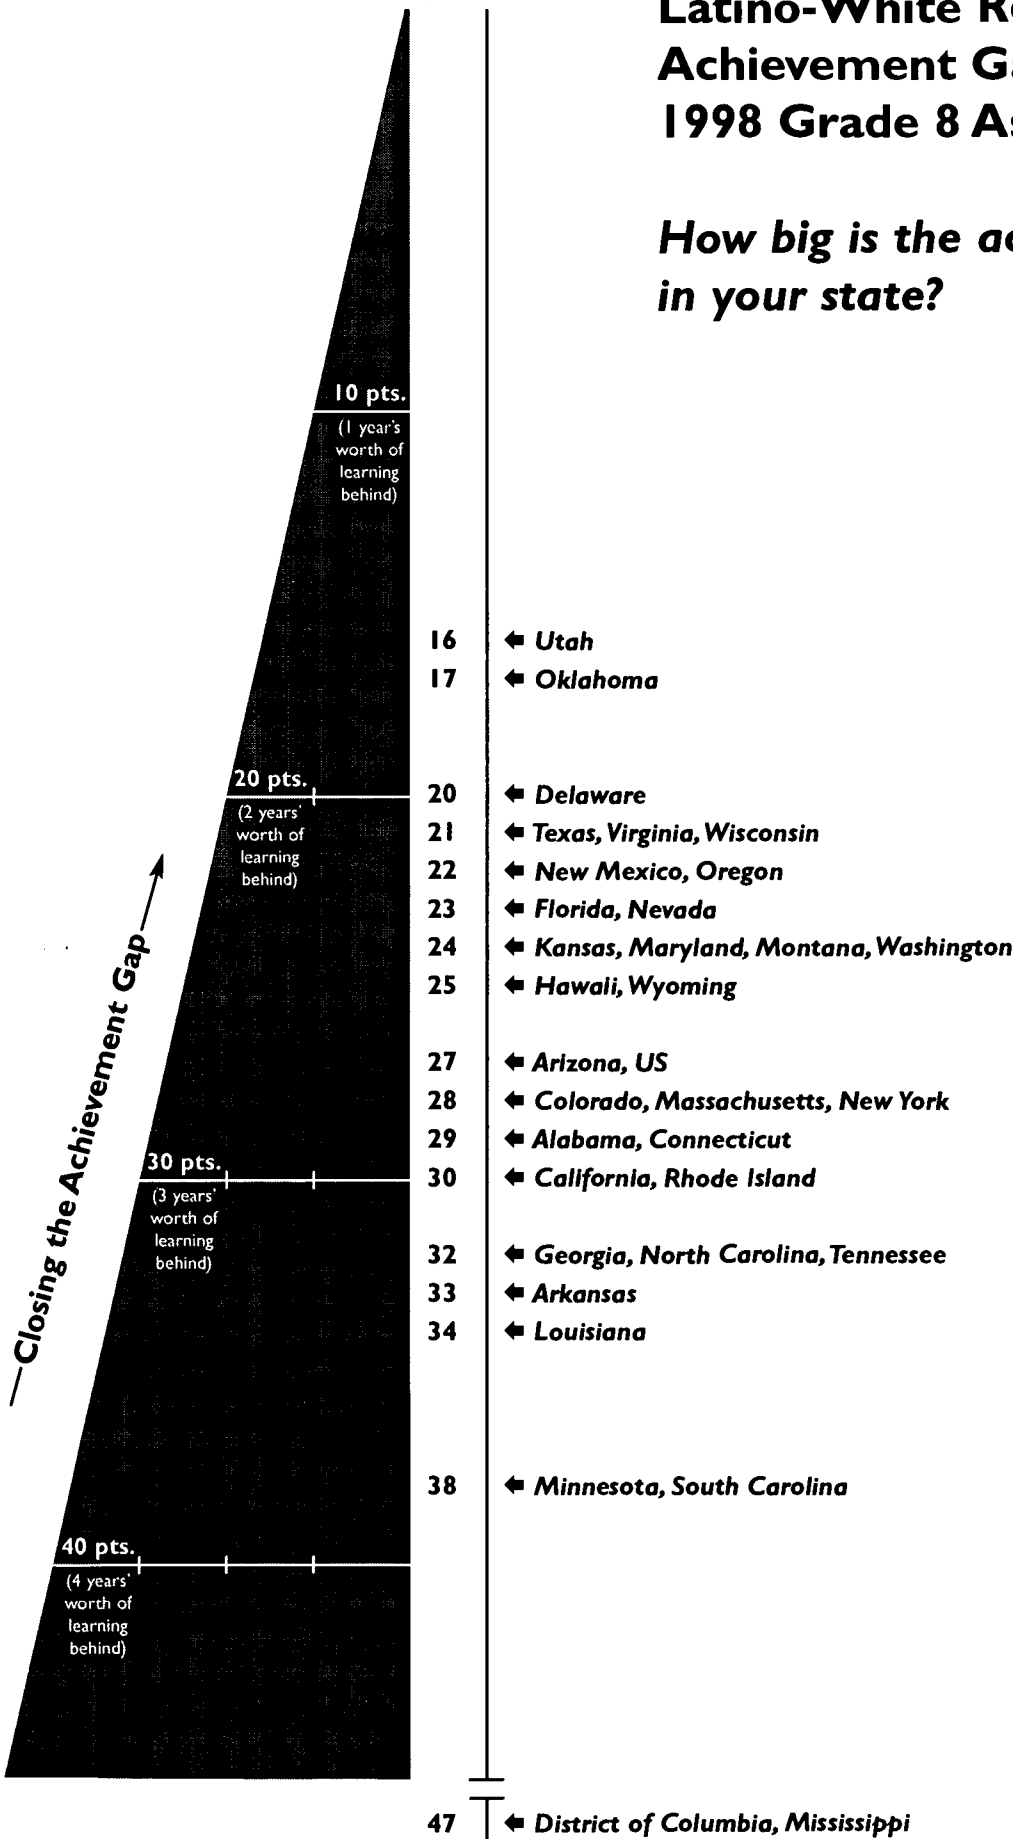 Latino-White
Achievement
1998 Grade 8
How big is the
in your state?
10 pts.
(1 year's
worth of
learning
behind)
16 Utah
17 Oklahoma
20 pts.
(2 years'
worth of
learning
behind)
20 Delaware
21 Texas, Virginia, Wisconsin
22 New Mexico, Oregon
23 Florida, Nevada
24 Kansas, Maryland, Montana, Washington
25 Hawaii, Wyoming
27 Arizona, US
28 Colorado, Massachusetts, New York
29 Alabama, Connecticut
30 pts.
(3 years'
worth of
learning
behind)
30 California, Rhode Island
32 Georgia, North Carolina, Tennessee
33 Arkansas
34 Louisiana
Closing the Achievement Gap
38 Minnesota, South Carolina
40 pts.
(4 years'
worth of
learning
behind)
47 District of Columbia, Mississippi